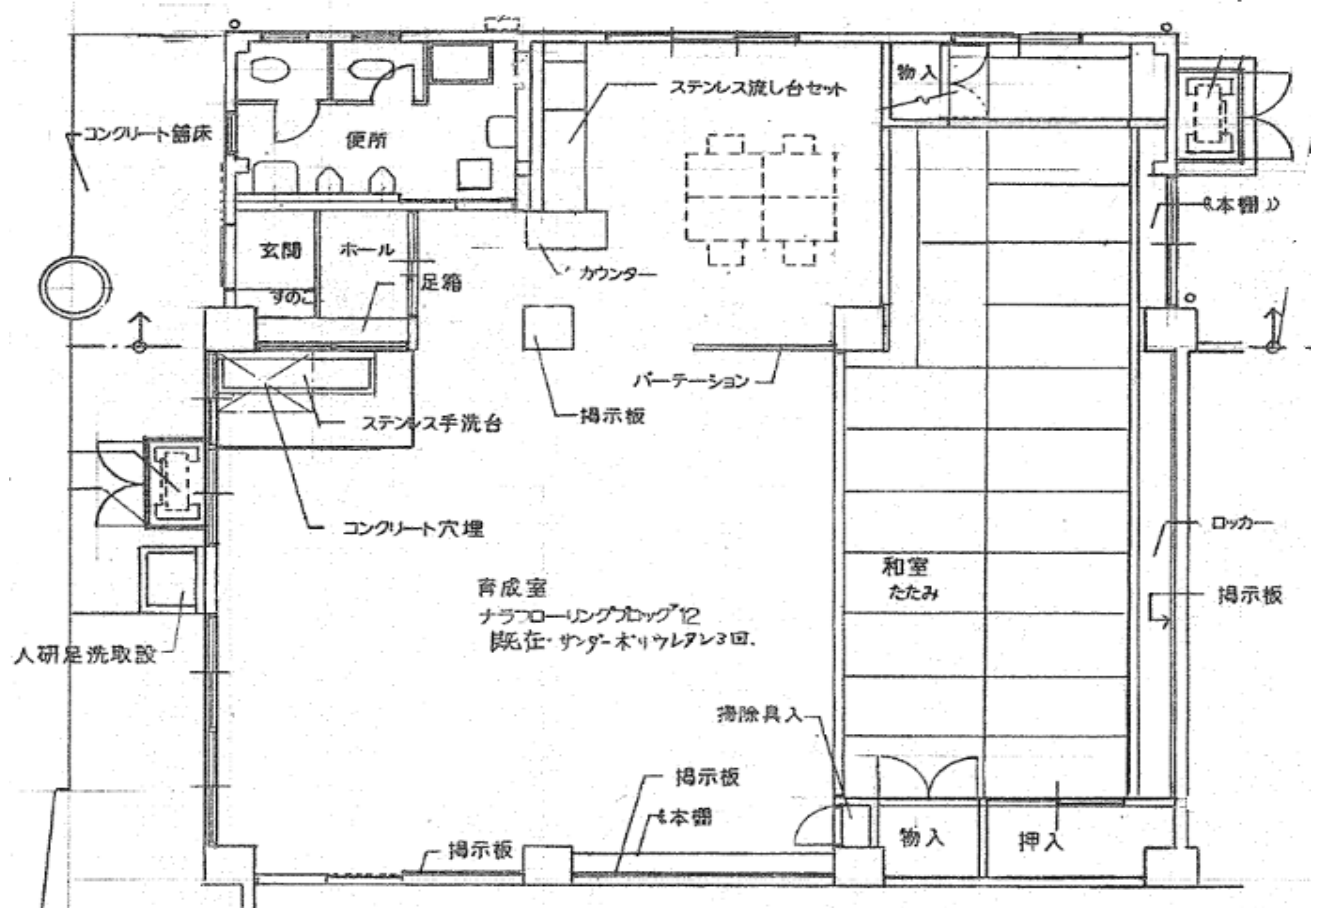 物入
ステンレス流し台セット
コンクリート舗床
便所
本棚
玄関
ホール
カウンター
足箱
すのこ
パーテーション
掲示板
ステンレス手洗台
コンクリート穴埋
ロッカー
和室
たたみ
育成室
ナラフローリングブロック 12
既存・サンダーポリウレタン3回.
掲示板
人研足洗取設
掃除具入
掲示板
本棚
物入
押入
掲示板